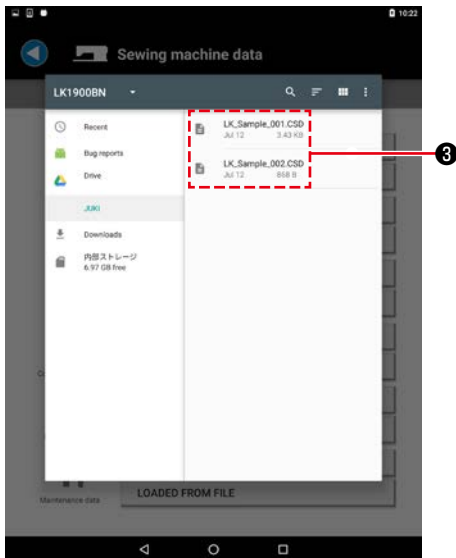 10:22
Sewing machine data
LK1900BN
Recent
Bug reports
Drive
JUKI
Downloads
内部ストレージ
6.97 GB free
LK_Sample_001.CSD
Jul 12 3.43 KB
LK_Sample_002.CSD
Jul 12 868 B
❸
Maintenance data
LOADED FROM FILE